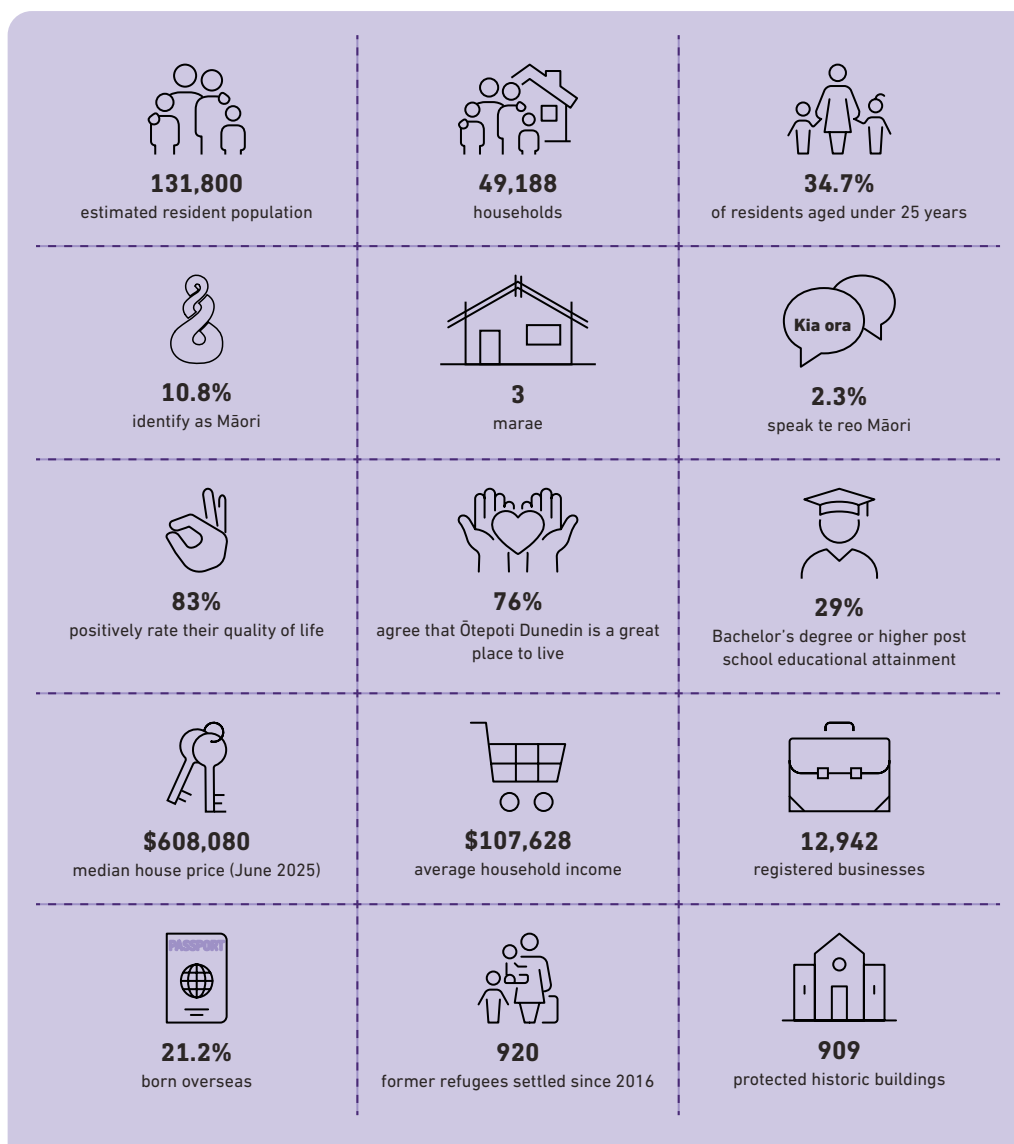 131,800
estimated resident population
49,188
households
34.7%
of residents aged under 25 years
10.8%
identify as Māori
3
marae
Kia ora
2.3%
speak te reo Māori
83%
positively rate their quality of life
76%
agree that Ōtepoti Dunedin is a great
place to live
29%
Bachelor's degree or higher post
school educational attainment
$608,080
median house price (June 2025)
$107,628
average household income
12,942
registered businesses
PASSPORT
21.2%
born overseas
920
former refugees settled since 2016
909
protected historic buildings